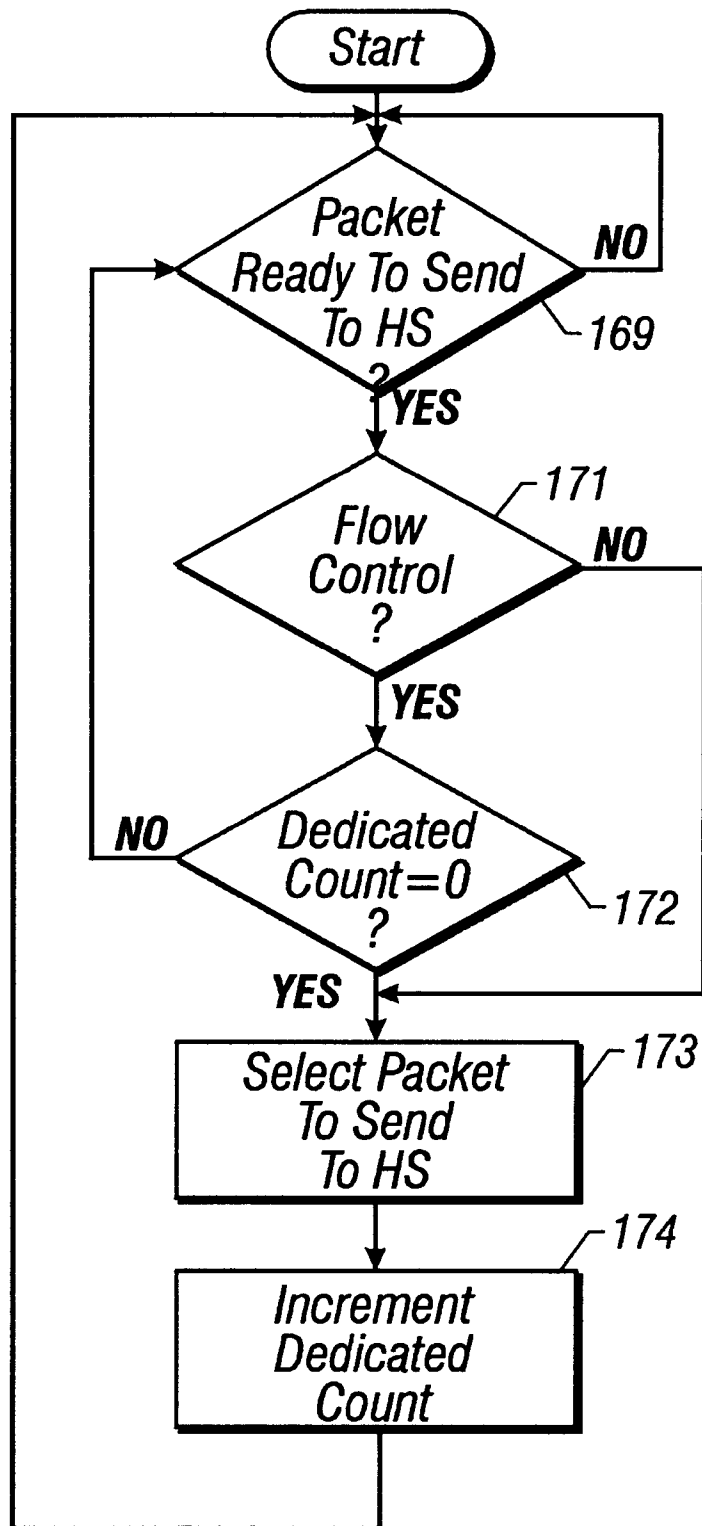 Start
Packet
Ready To Send
To HS
?
NO
169
YES
171
Flow
Control
?
NO
YES
NO
Dedicated
Count=0
?
172
YES
Select Packet
To Send
To HS
173
174
Increment
Dedicated
Count